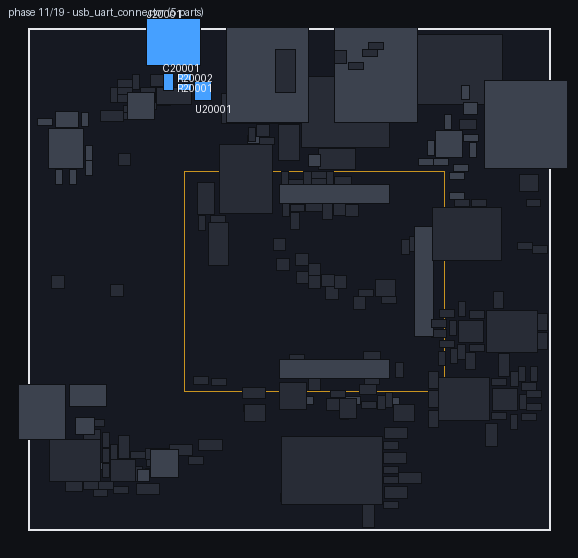 phase 11/19 - usb_uart_connector (5 parts)
J20001
C20001
R20002
R20001
U20001